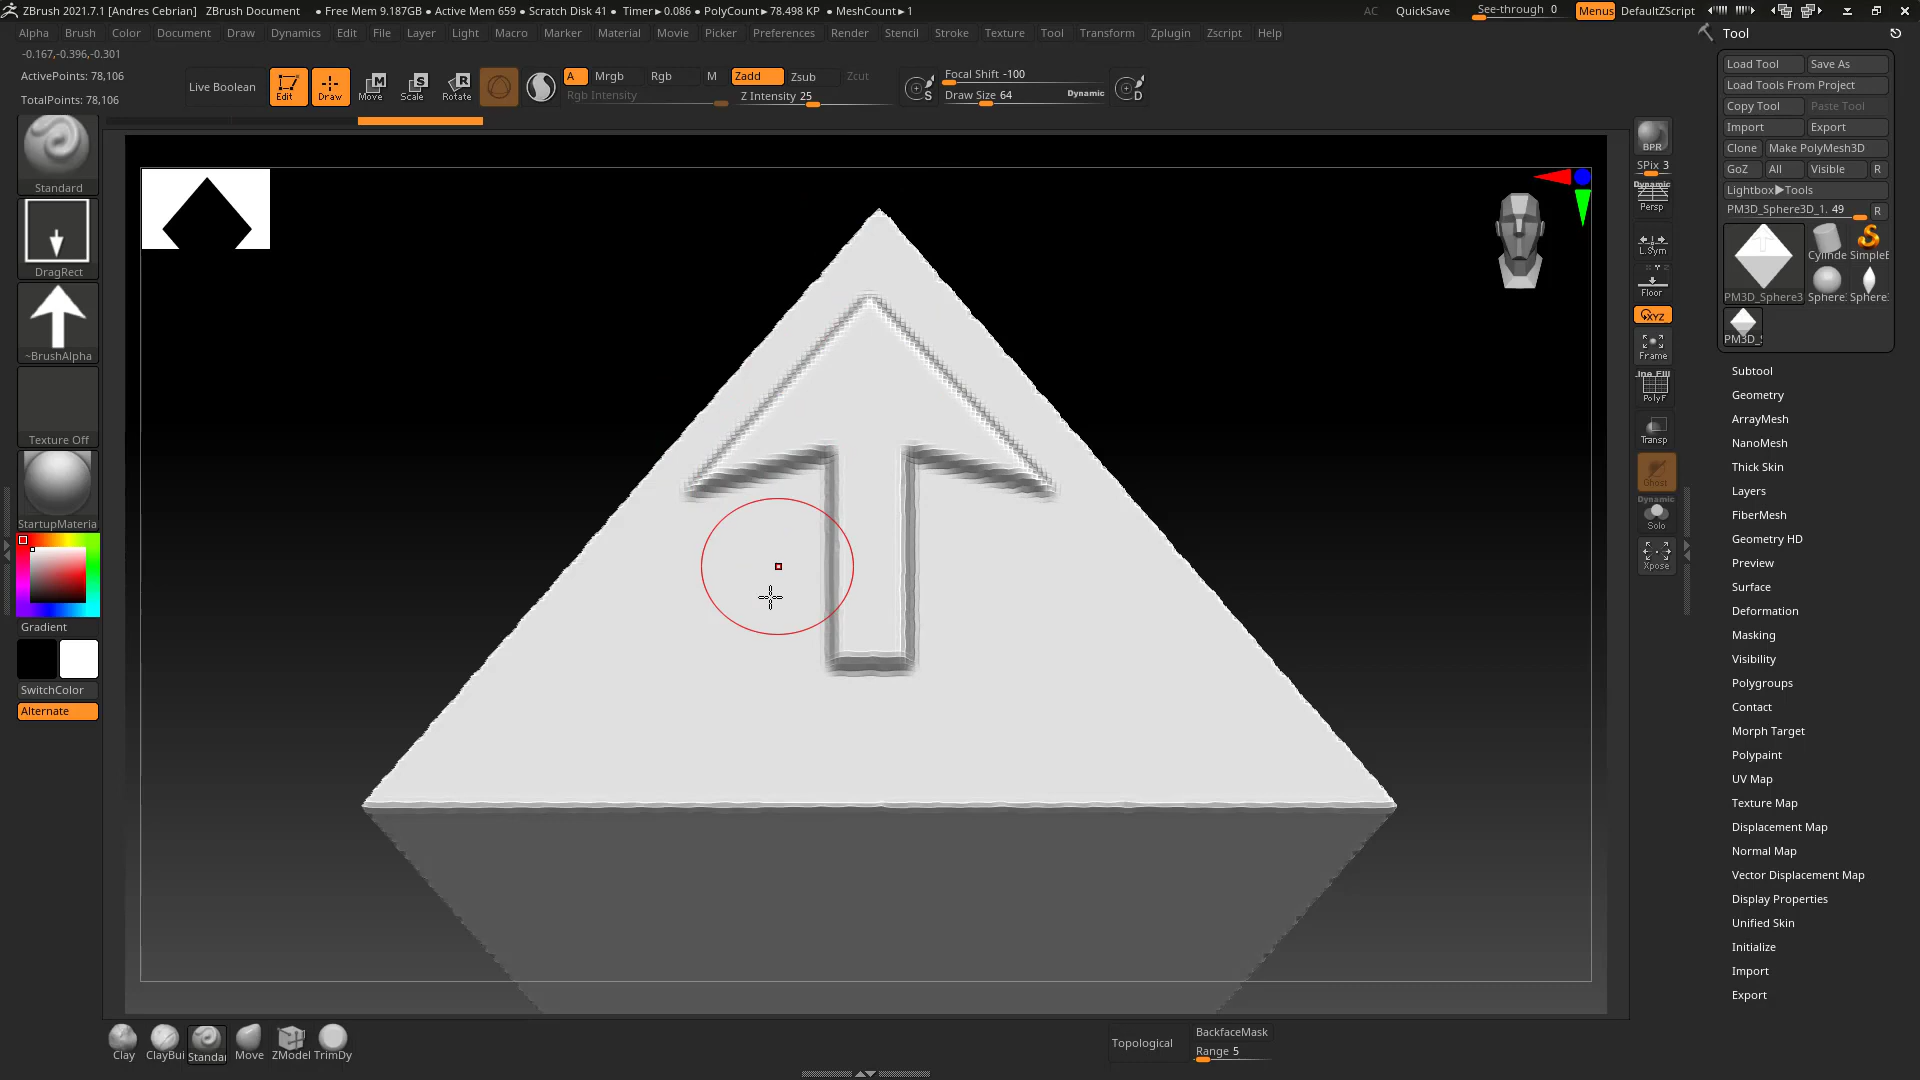 ZBrush 2021.7.1 [Andres Cebrian] ZBrush Document • Free Mem 9.187GB • Active Mem 659 • Scratch Disk 41 • Timer▸0.086 • PolyCount▸78.498 KP • MeshCount▸1 AC QuickSave See-through 0 Menus DefaultZScript
Alpha Brush Color Document Draw Dynamics Edit File Layer Light Macro Marker Material Movie Picker Preferences Render Stencil Stroke Texture Tool Transform Zplugin Zscript Help
-0.167,-0.396,-0.301
ActivePoints: 78,106
TotalPoints: 78,106
Live Boolean
Edit
Draw
Move
Scale
Rotate
A Mrgb Rgb M Zadd Zsub Zcut
Rgb Intensity Z Intensity 25
S
Focal Shift -100
Draw Size 64 Dynamic
D
Standard
DragRect
~BrushAlpha
Texture Off
StartupMateria
Gradient
SwitchColor
Alternate
BPR
SPix 3
Dynamic
Persp
L.Sym
Floor
XYZ
Frame
Line Fill
PolyF
Transp
Ghost
Dynamic
Solo
Xpose
Tool
Load Tool Save As
Load Tools From Project
Copy Tool Paste Tool
Import Export
Clone Make PolyMesh3D
GoZ All Visible R
Lightbox▸Tools
PM3D_Sphere3D_1. 49 R
Cylinde SimpleE
PM3D_Sphere3 Sphere. Sphere.
PM3D_S
Subtool
Geometry
ArrayMesh
NanoMesh
Thick Skin
Layers
FiberMesh
Geometry HD
Preview
Surface
Deformation
Masking
Visibility
Polygroups
Contact
Morph Target
Polypaint
UV Map
Texture Map
Displacement Map
Normal Map
Vector Displacement Map
Display Properties
Unified Skin
Initialize
Import
Export
Clay ClayBui Standar Move ZModel TrimDy
Topological
BackfaceMask
Range 5